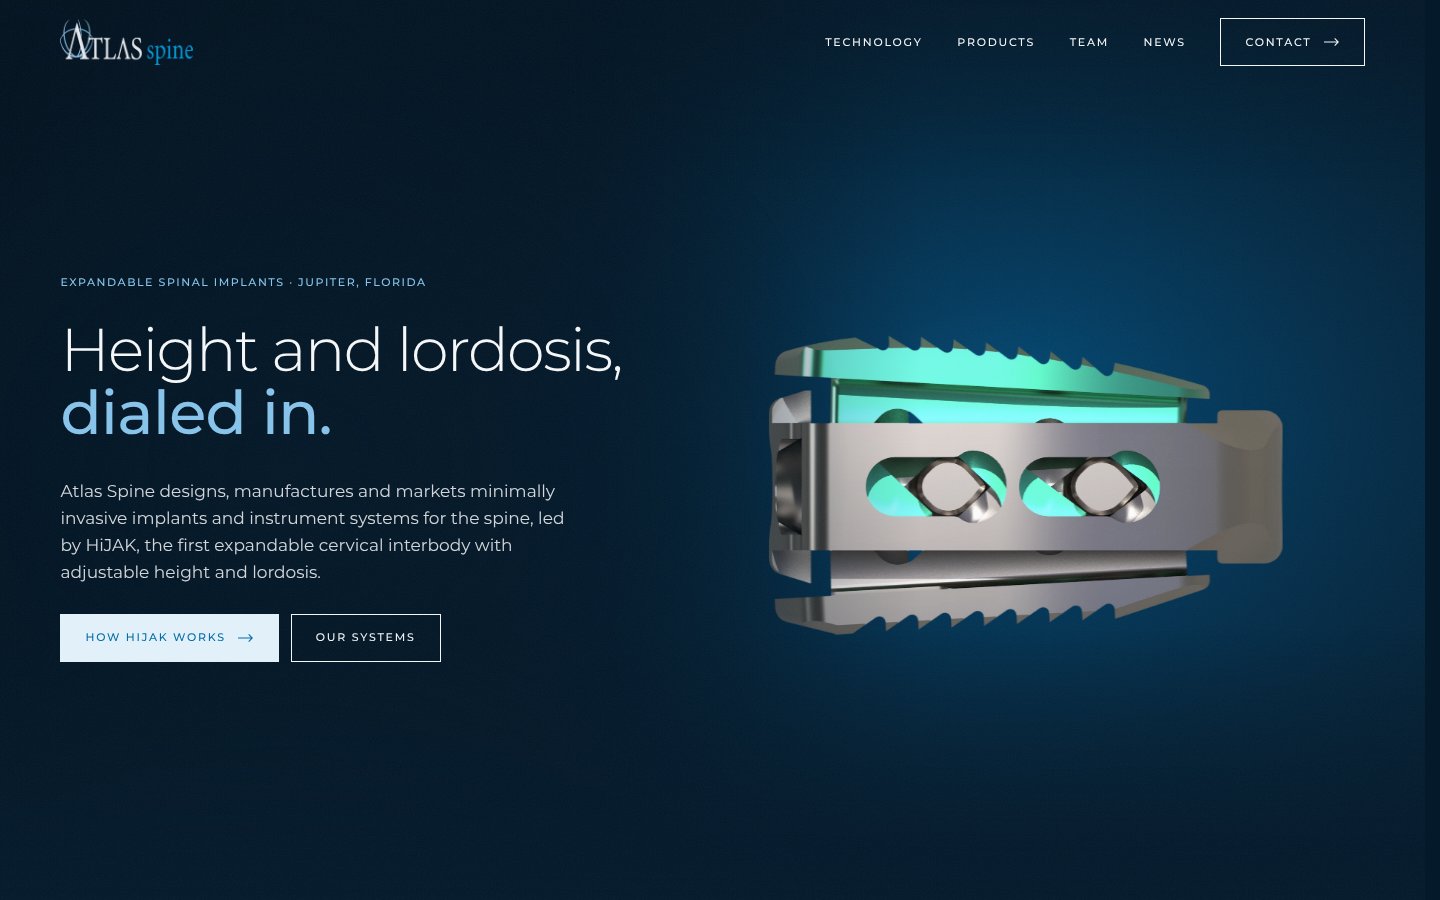 ATLAS spine
TECHNOLOGY
PRODUCTS
TEAM
NEWS
CONTACT
EXPANDABLE SPINAL IMPLANTS · JUPITER, FLORIDA
Height and lordosis,
dialed in.
Atlas Spine designs, manufactures and markets minimally
invasive implants and instrument systems for the spine, led
by HiJAK, the first expandable cervical interbody with
adjustable height and lordosis.
HOW HIJAK WORKS
OUR SYSTEMS